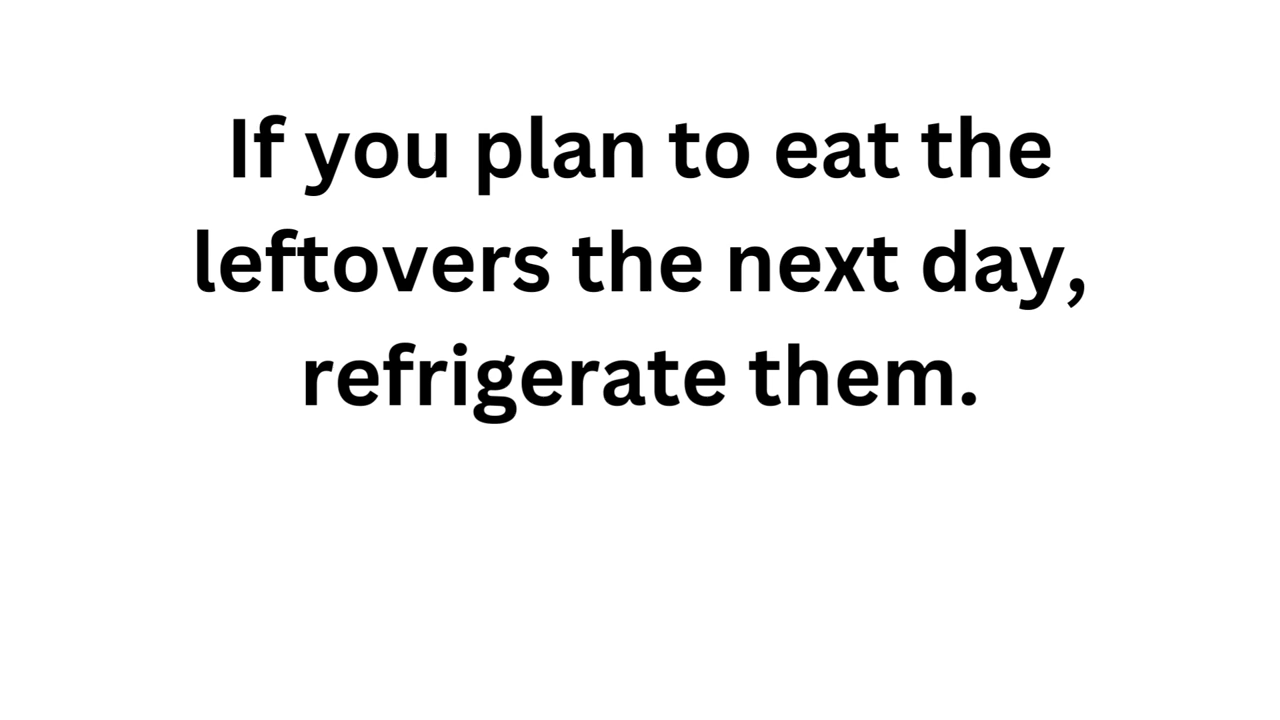 If you plan to eat the
leftovers the next day,
refrigerate them.